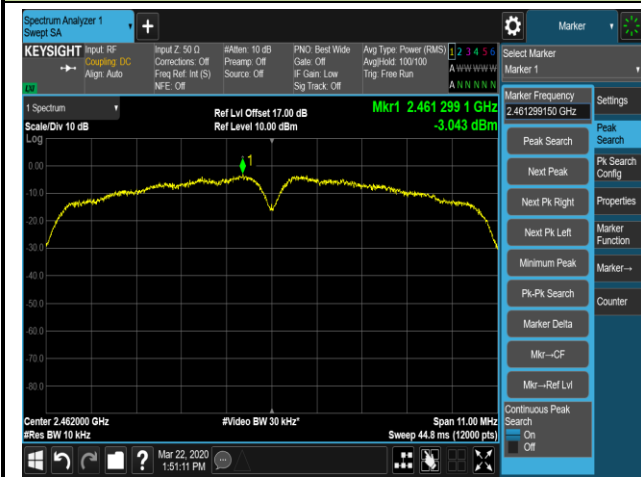 Spectrum Analyzer 1
Swept SA
Marker
KEYSIGHT
Input: RF
Coupling: DC
Align: Auto
Input Z: 50 Ω
Corrections: Off
Freq Ref: Int (S)
NFE: Off
#Atten: 10 dB
Preamp: Off
Source: Off
PNO: Best Wide
Gate: Off
IF Gain: Low
Sig Track: Off
Avg Type: Power (RMS)
Avg|Hold: 100/100
Trig: Free Run
1 2 3 4 5 6
A W W W W W
A N N N N N
Select Marker
Marker 1
1 Spectrum
Scale/Div 10 dB
Log
Ref Lvl Offset 17.00 dB
Ref Level 10.00 dBm
Mkr1 2.461 299 1 GHz
-3.043 dBm
1
0.00
-10.0
-20.0
-30.0
-40.0
-50.0
-60.0
-70.0
-80.0
Center 2.462000 GHz
#Res BW 10 kHz
#Video BW 30 kHz*
Span 11.00 MHz
Sweep 44.8 ms (12000 pts)
Marker Frequency
2.461299150 GHz
Peak Search
Next Peak
Next Pk Right
Next Pk Left
Minimum Peak
Pk-Pk Search
Marker Delta
Mkr→CF
Mkr→Ref Lvl
Continuous Peak
Search
On
Off
Settings
Peak
Search
Pk Search
Config
Properties
Marker
Function
Marker→
Counter
Mar 22, 2020
1:51:11 PM